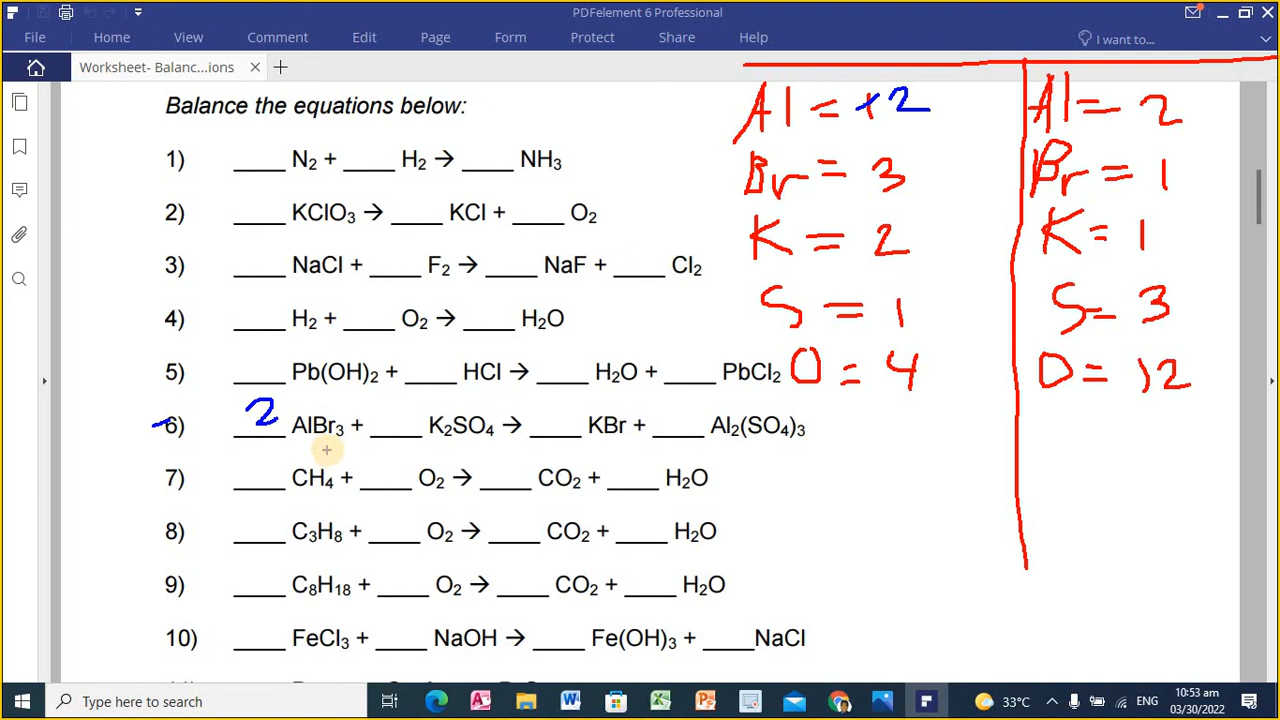 PDFelement 6 Professional
File Home View Comment Edit Page Form Protect Share Help I want to...
Worksheet- Balanc...ions
Balance the equations below:
1) ____ N₂ + ____ H₂ → ____ NH₃
2) ____ KClO₃ → ____ KCl + ____ O₂
3) ____ NaCl + ____ F₂ → ____ NaF + ____ Cl₂
4) ____ H₂ + ____ O₂ → ____ H₂O
5) ____ Pb(OH)₂ + ____ HCl → ____ H₂O + ____ PbCl₂
6) 2 AlBr₃ + ____ K₂SO₄ → ____ KBr + ____ Al₂(SO₄)₃
7) ____ CH₄ + ____ O₂ → ____ CO₂ + ____ H₂O
8) ____ C₃H₈ + ____ O₂ → ____ CO₂ + ____ H₂O
9) ____ C₈H₁₈ + ____ O₂ → ____ CO₂ + ____ H₂O
10) ____ FeCl₃ + ____ NaOH → ____ Fe(OH)₃ + ____NaCl
Al = 2
Br = 3
K = 2
S = 1
O = 4
Al = 2
Br = 1
K = 1
S = 3
O = 12
Type here to search
33°C ENG
10:53 am
03/30/2022